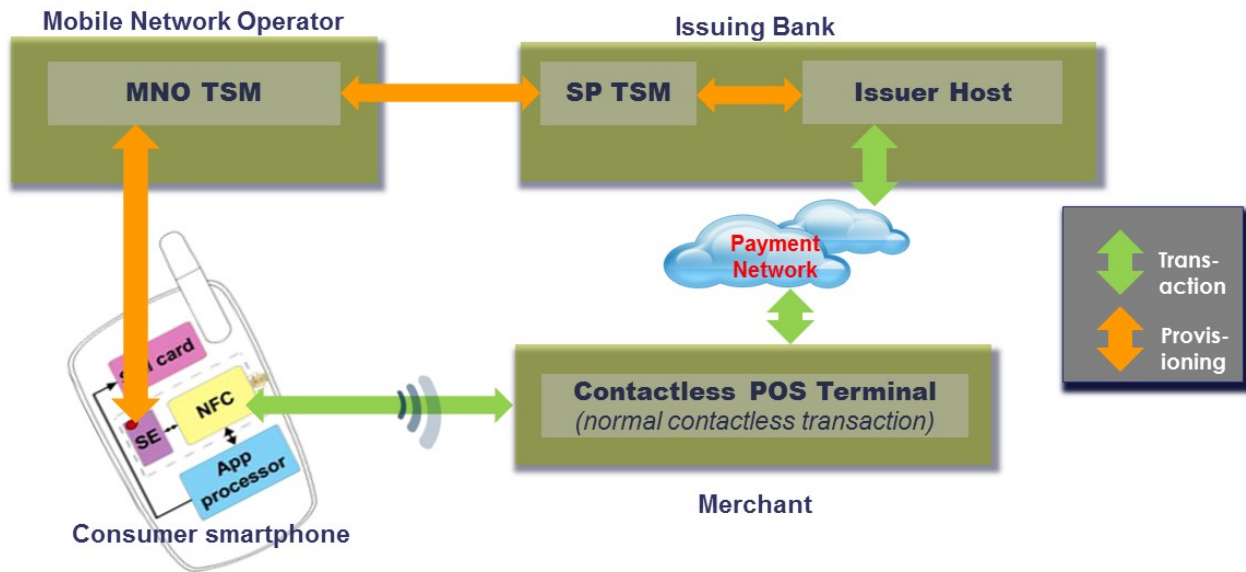 Mobile Network Operator
Issuing Bank
MNO TSM
SP TSM
Issuer Host
Payment
Network
Trans-
action
Provis-
ioning
card
NFC
SE
App
processor
Contactless POS Terminal
(normal contactless transaction)
Consumer smartphone
Merchant